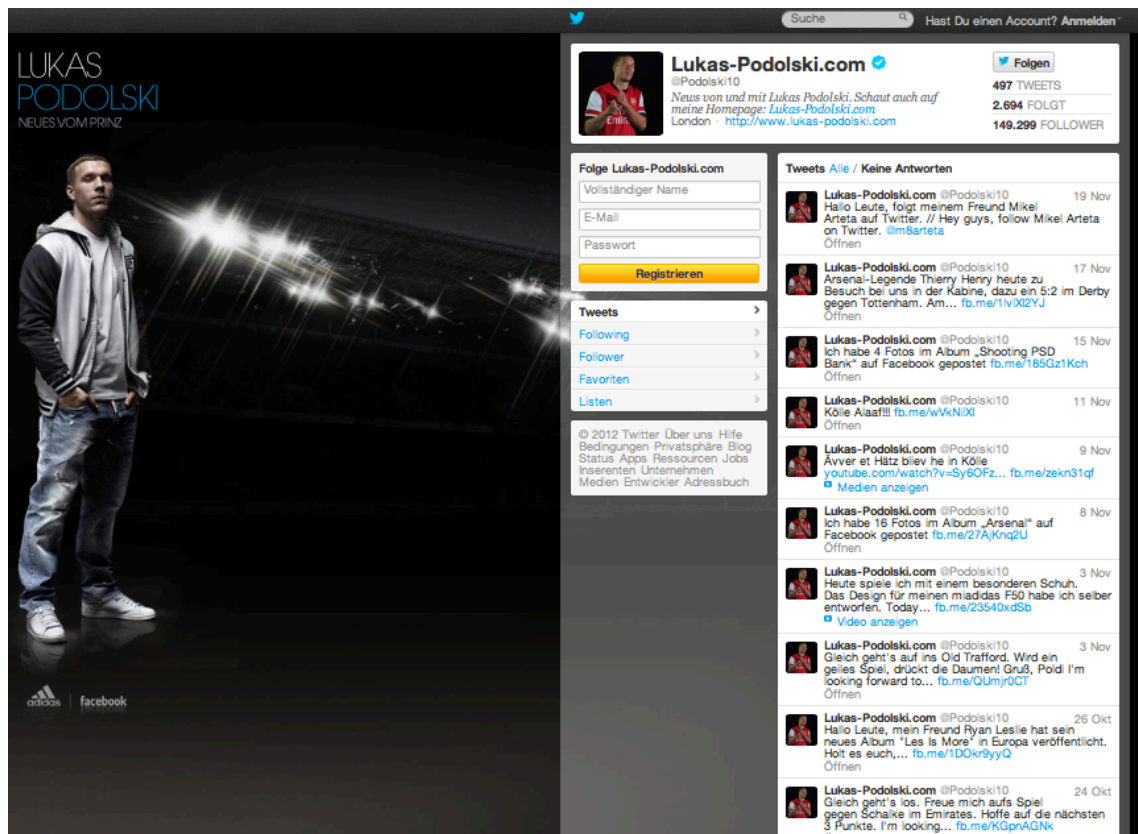 Suche
Hast Du einen Account? Anmelden
LUKAS
PODOLSKI
NEUES VOM PRINZ
adidas | facebook
Lukas-Podolski.com
@Podolski10
News von und mit Lukas Podolski. Schaut auch auf
meine Homepage: Lukas-Podolski.com
London · http://www.lukas-podolski.com
Folgen
497 TWEETS
2.694 FOLGT
149.299 FOLLOWER
Folge Lukas-Podolski.com
Vollständiger Name
E-Mail
Passwort
Registrieren
Tweets
Following
Follower
Favoriten
Listen
© 2012 Twitter Über uns Hilfe
Bedingungen Privatsphäre Blog
Status Apps Ressourcen Jobs
Inserenten Unternehmen
Medien Entwickler Adressbuch
Tweets Alle / Keine Antworten
Lukas-Podolski.com @Podolski10 19 Nov
Hallo Leute, folgt meinem Freund Mikel
Arteta auf Twitter. // Hey guys, follow Mikel Arteta
on Twitter. @m8arteta
Öffnen
Lukas-Podolski.com @Podolski10 17 Nov
Arsenal-Legende Thierry Henry heute zu
Besuch bei uns in der Kabine, dazu ein 5:2 im Derby
gegen Tottenham. Am... fb.me/1lvlXl2YJ
Öffnen
Lukas-Podolski.com @Podolski10 15 Nov
Ich habe 4 Fotos im Album „Shooting PSD
Bank“ auf Facebook gepostet fb.me/185Gz1Kch
Öffnen
Lukas-Podolski.com @Podolski10 11 Nov
Kölle Alaaf!!! fb.me/wVkNilXl
Öffnen
Lukas-Podolski.com @Podolski10 9 Nov
Ävver et Hätz bliev he in Kölle
youtube.com/watch?v=Sy6OFz... fb.me/zekn31qf
Medien anzeigen
Lukas-Podolski.com @Podolski10 8 Nov
Ich habe 16 Fotos im Album „Arsenal“ auf
Facebook gepostet fb.me/27AjKnq2U
Öffnen
Lukas-Podolski.com @Podolski10 3 Nov
Heute spiele ich mit einem besonderen Schuh.
Das Design für meinen miadidas F50 habe ich selber
entworfen. Today... fb.me/23540xdSb
Video anzeigen
Lukas-Podolski.com @Podolski10 3 Nov
Gleich geht's auf ins Old Trafford. Wird ein
geiles Spiel, drückt die Daumen! Gruß, Poldi I'm
looking forward to... fb.me/QUmjr0CT
Öffnen
Lukas-Podolski.com @Podolski10 26 Okt
Hallo Leute, mein Freund Ryan Leslie hat sein
neues Album "Les Is More" in Europa veröffentlicht.
Holt es euch,... fb.me/1DOkr9yyQ
Öffnen
Lukas-Podolski.com @Podolski10 24 Okt
Gleich geht's los. Freue mich aufs Spiel
gegen Schalke im Emirates. Hoffe auf die nächsten
3 Punkte. I'm looking... fb.me/KGpnAGNk